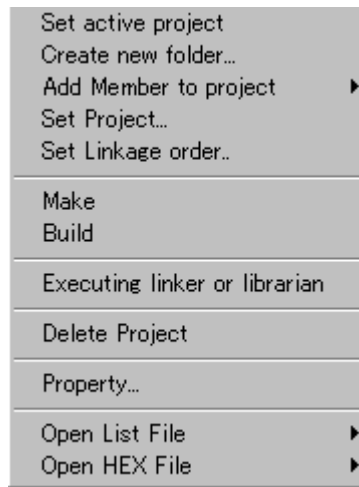 Set active project
Create new folder...
Add Member to project
Set Project...
Set Linkage order..
Make
Build
Executing linker or librarian
Delete Project
Property...
Open List File
Open HEX File